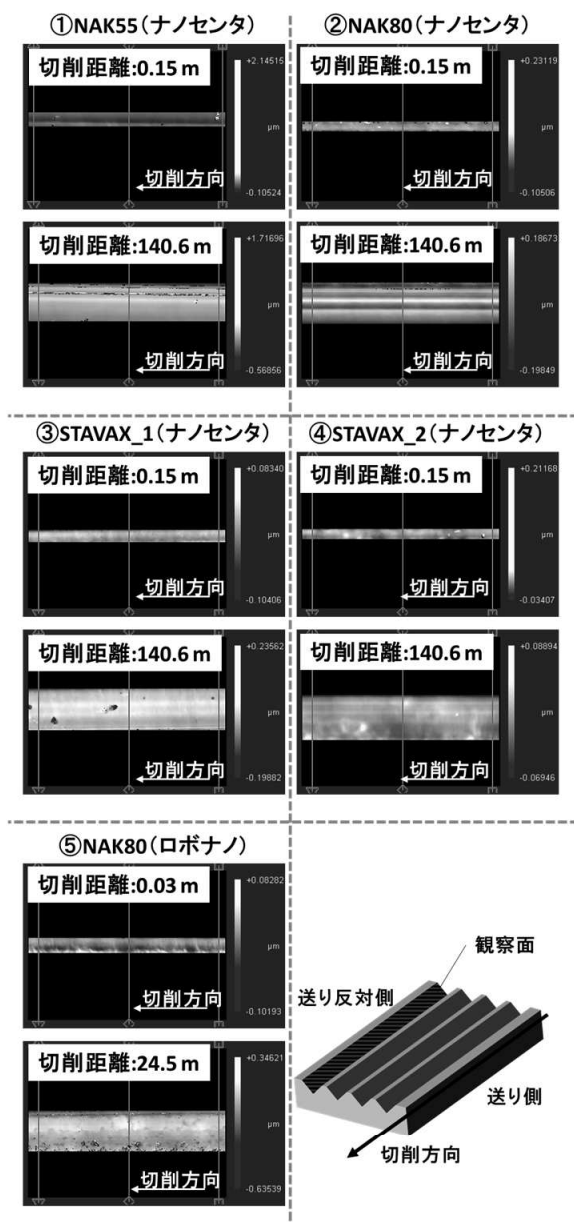 ①NAK55(ナノセンタ)
切削距離:0.15 m
+2.14515
μm
-0.10524
切削方向
切削距離:140.6 m
+1.71696
μm
-0.56856
切削方向
②NAK80(ナノセンタ)
切削距離:0.15 m
+0.23119
μm
-0.10506
切削方向
切削距離:140.6 m
+0.18673
μm
-0.19849
切削方向
③STAVAX_1(ナノセンタ)
切削距離:0.15 m
+0.08340
μm
-0.10406
切削方向
切削距離:140.6 m
+0.23562
μm
-0.19882
切削方向
④STAVAX_2(ナノセンタ)
切削距離:0.15 m
+0.21168
μm
-0.03407
切削方向
切削距離:140.6 m
+0.08894
μm
-0.06946
切削方向
⑤NAK80(ロボナノ)
切削距離:0.03 m
+0.08282
μm
-0.10193
切削方向
切削距離:24.5 m
+0.34621
μm
-0.63539
切削方向
観察面
送り反対側
送り側
切削方向